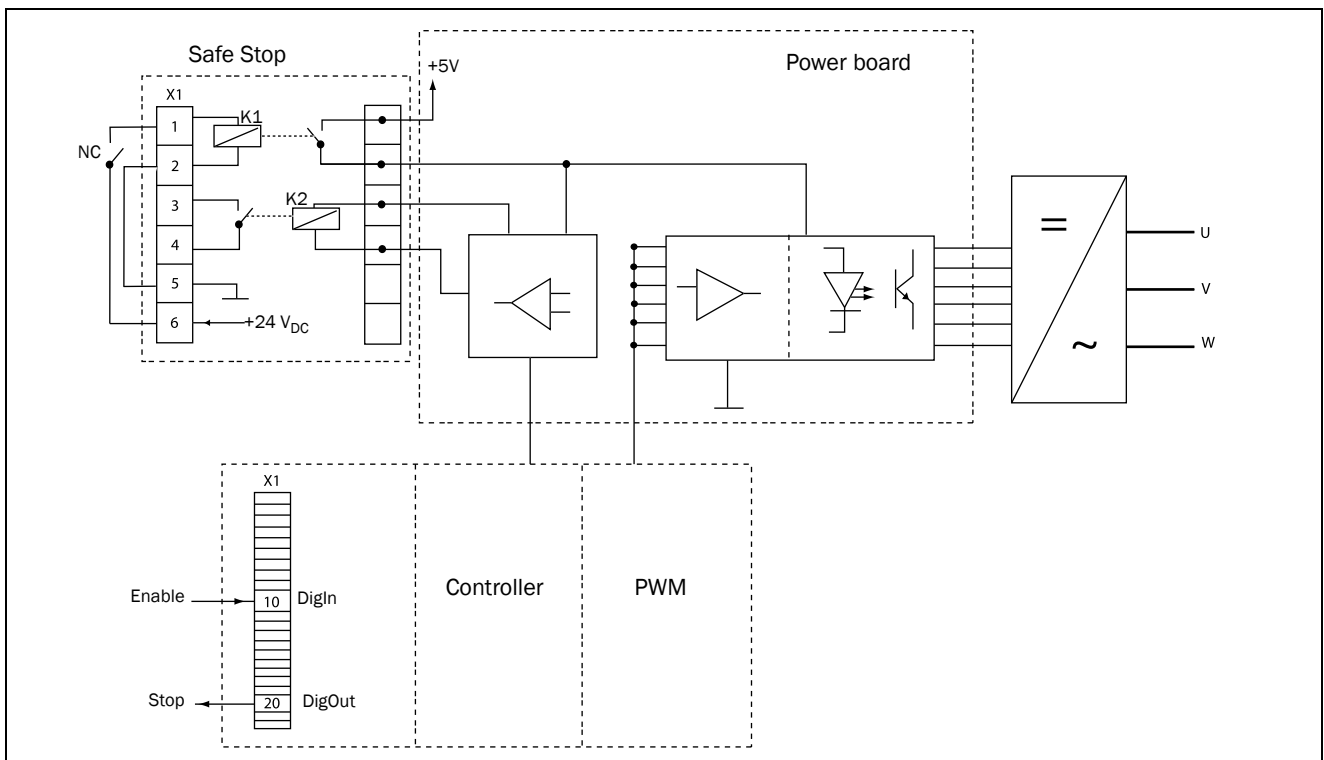 Safe Stop
Power board
+5V
X1
K1
1
NC
2
K2
3
4
5
6
+24 VDC
=
~
U
V
W
X1
Enable
10
DigIn
Controller
PWM
Stop
20
DigOut